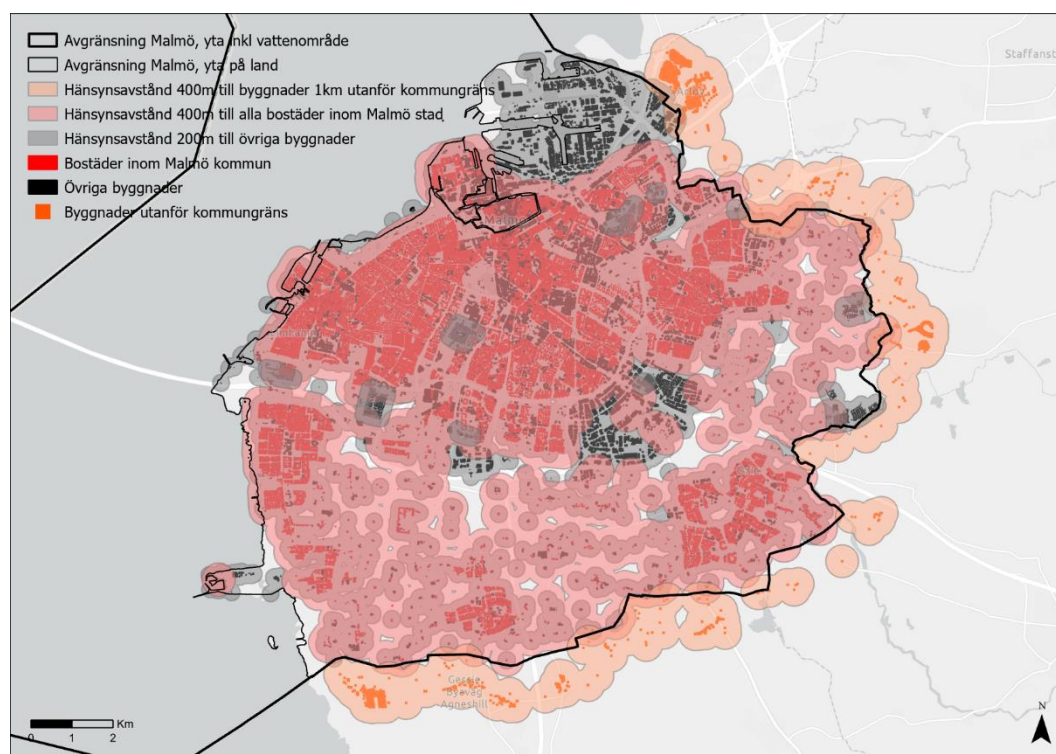 Avgränsning Malmö, yta inkl vattenområde
Avgränsning Malmö, yta på land
Hänsynsavstånd 400m till byggnader 1km utanför kommungräns
Hänsynsavstånd 400m till alla bostäder inom Malmö stad
Hänsynsavstånd 200m till övriga byggnader
Bostäder inom Malmö kommun
Övriga byggnader
Byggnader utanför kommungräns
Staffanst
Arlöv
Malmö
Gessie
Byaväg
Agneshill
Km
0 1 2
N